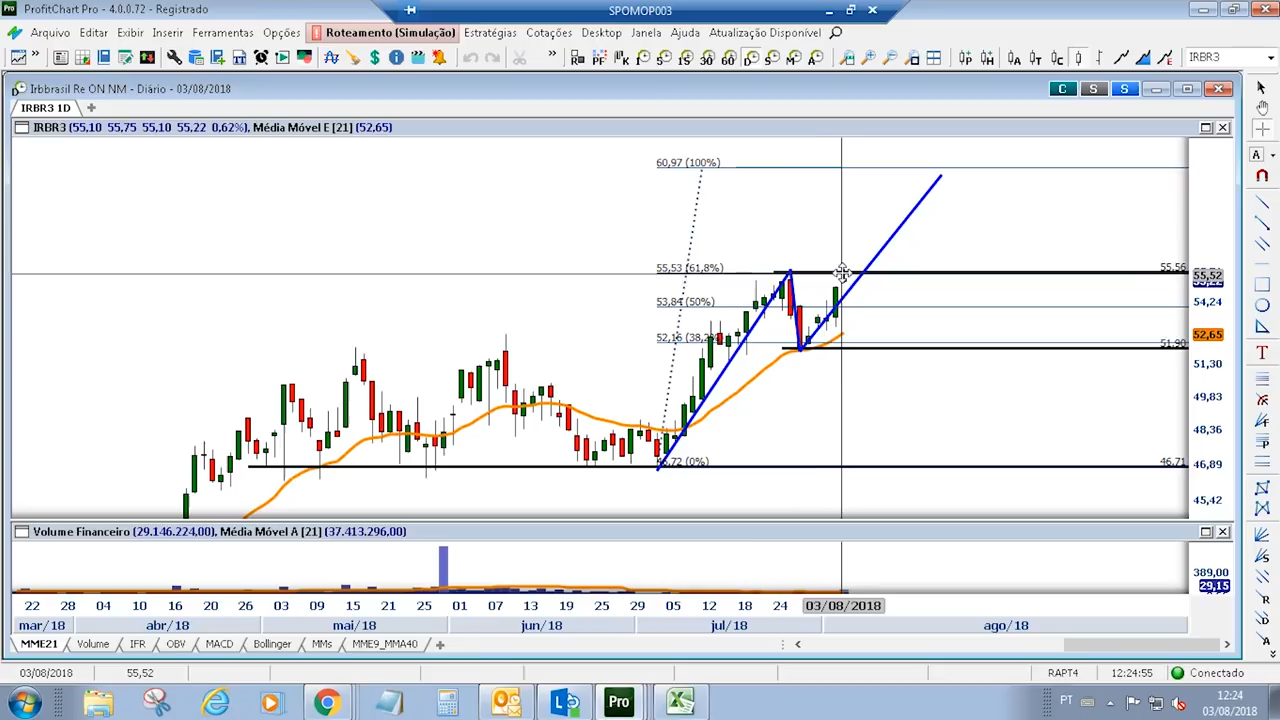 ProfitChart Pro - 4.0.0.72 - Registrado
SPOMOP003
Arquivo Editar Exibir Inserir Ferramentas Opções Roteamento (Simulação) Estratégias Cotações Desktop Janela Ajuda Atualização Disponível
IRBR3
Irbbrasil Re ON NM - Diário - 03/08/2018
C S S
IRBR3 1D
IRBR3 (55,10 55,75 55,10 55,22 0.62%), Média Móvel E [21] (52,65)
60,97 (100%)
55,53 (61,8%)
55,56
55,52
53,84 (50%)
54,24
52,16 (38,2%)
52,65
51,90
51,30
49,83
48,36
46,72 (0%)
46,71
46,89
45,42
Volume Financeiro (29.146.224,00), Média Móvel A [21] (37.413.296,00)
389,00
29,15
22 28 04 10 16 20 26 03 09 15 21 25 01 07 13 19 25 29 05 12 18 24 03/08/2018
mar/18 abr/18 mai/18 jun/18 jul/18 ago/18
MME21 Volume IFR OBV MACD Bollinger MMs MME9_MMA40
03/08/2018 55,52 RAPT4 12:24:55 Conectado
Pro PT 12:24
03/08/2018